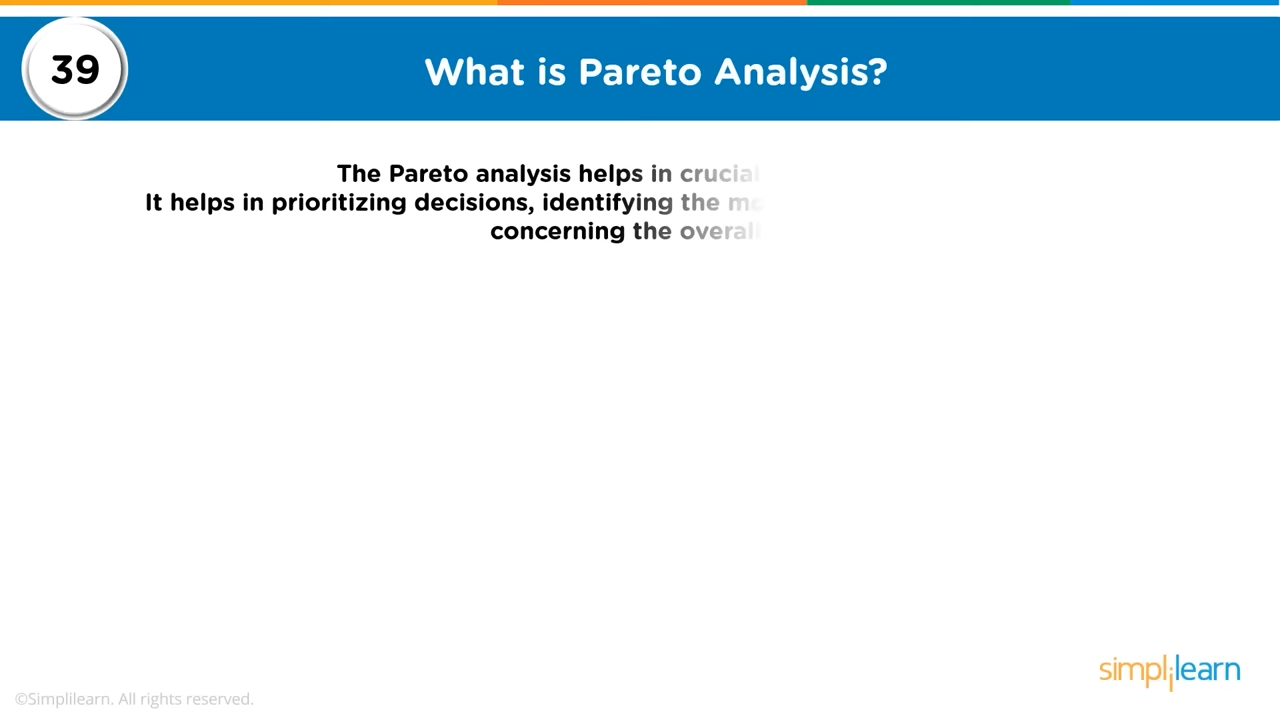 39
What is Pareto Analysis?
The Pareto analysis helps in crucial
It helps in prioritizing decisions, identifying the
concerning the overall
simplilearn
©Simplilearn. All rights reserved.